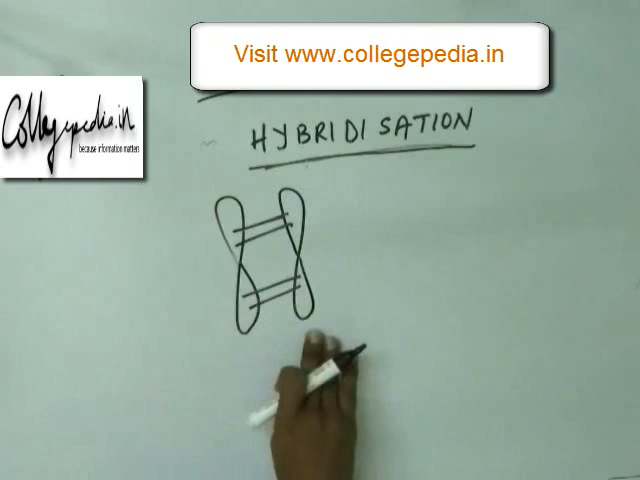 Visit www.collegepedia.in
Collegepedia.in
because information matters
HYBRIDISATION